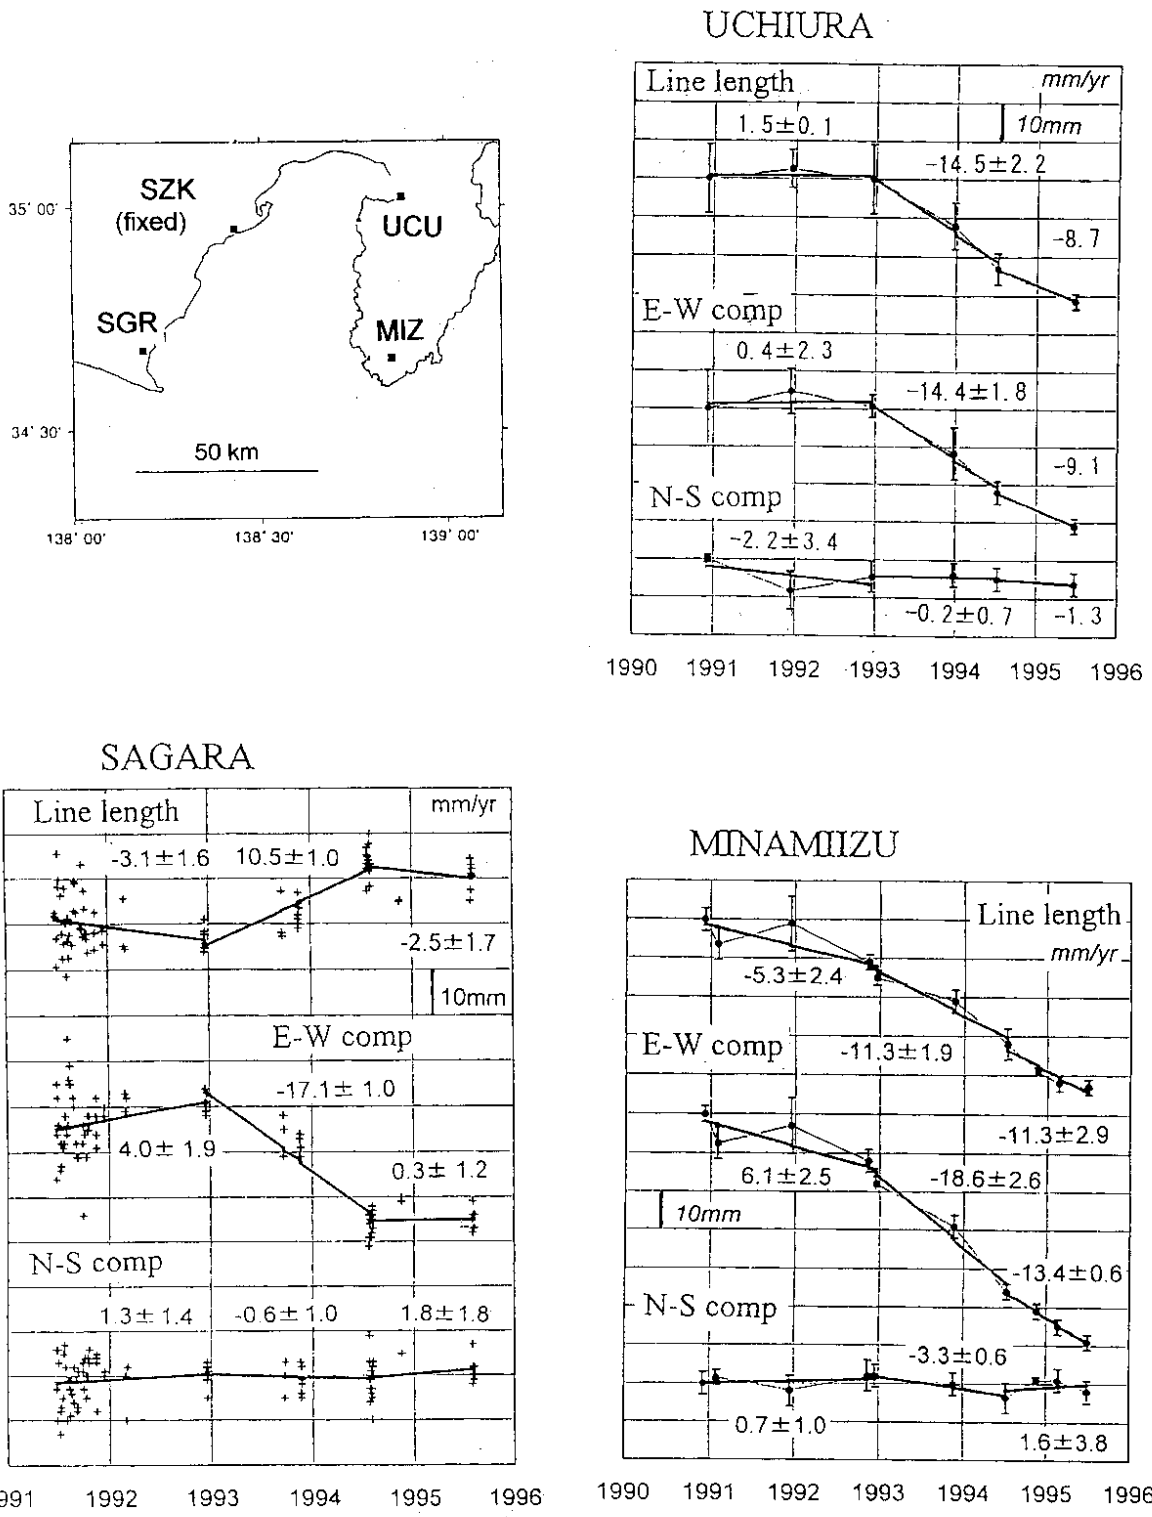 SZK
(fixed)
UCU
SGR
MIZ
50 km
35° 00'
34° 30'
138° 00'
138° 30'
139° 00'
UCHIURA
Line length
mm/yr
1.5±0.1
10mm
-14.5±2.2
-8.7
E-W comp
0.4±2.3
-14.4±1.8
-9.1
N-S comp
-2.2±3.4
-0.2±0.7
-1.3
1990 1991 1992 1993 1994 1995 1996
SAGARA
Line length
mm/yr
-3.1±1.6
10.5±1.0
-2.5±1.7
10mm
E-W comp
-17.1±1.0
4.0±1.9
0.3±1.2
N-S comp
1.3±1.4
-0.6±1.0
1.8±1.8
991 1992 1993 1994 1995 1996
MINAMIIZU
Line length
mm/yr
-5.3±2.4
E-W comp
-11.3±1.9
-11.3±2.9
6.1±2.5
-18.6±2.6
10mm
-13.4±0.6
N-S comp
-3.3±0.6
0.7±1.0
1.6±3.8
1990 1991 1992 1993 1994 1995 1996